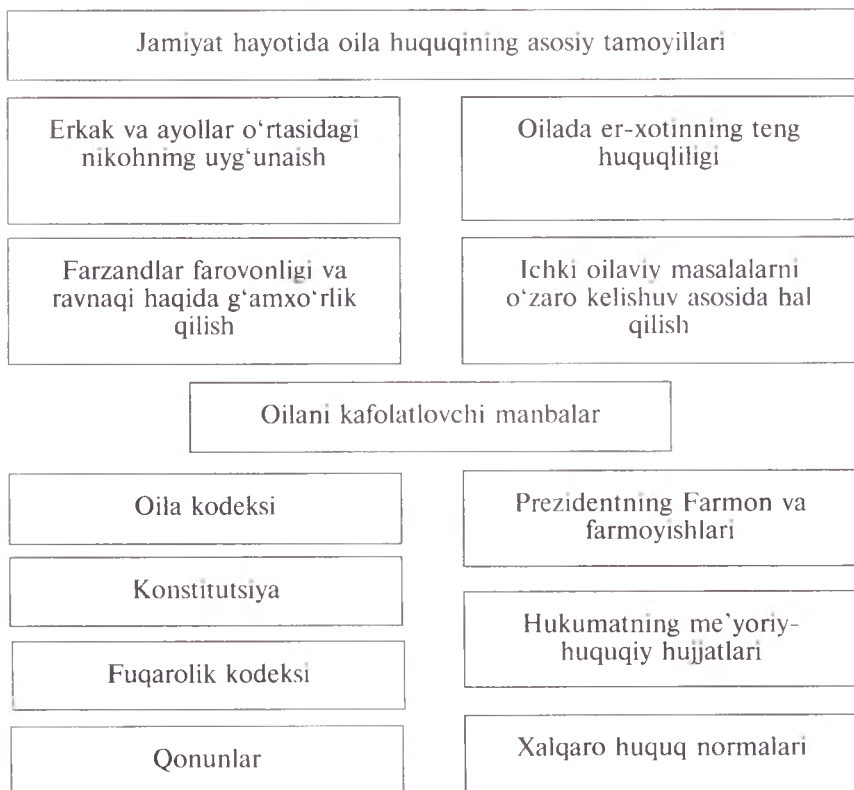 Jamiyat hayotida oila huquqining asosiy tamoyillari
Erkak va ayollar o‘rtasidagi
nikohning uyg‘unaish
Oilada er-xotinning teng
huquqliligi
Farzandlar farovonligi va
ravnaqi haqida g‘amxo‘rlik
qilish
Ichki oilaviy masalalarni
o‘zaro kelishuv asosida hal
qilish
Oilani kafolatlovchi manbalar
Oila kodeksi
Konstitutsiya
Fuqarolik kodeksi
Qonunlar
Prezidentning Farmon va
farmoyishlari
Hukumatning me’yoriy-
huquqiy hujjatlari
Xalqaro huquq normalari